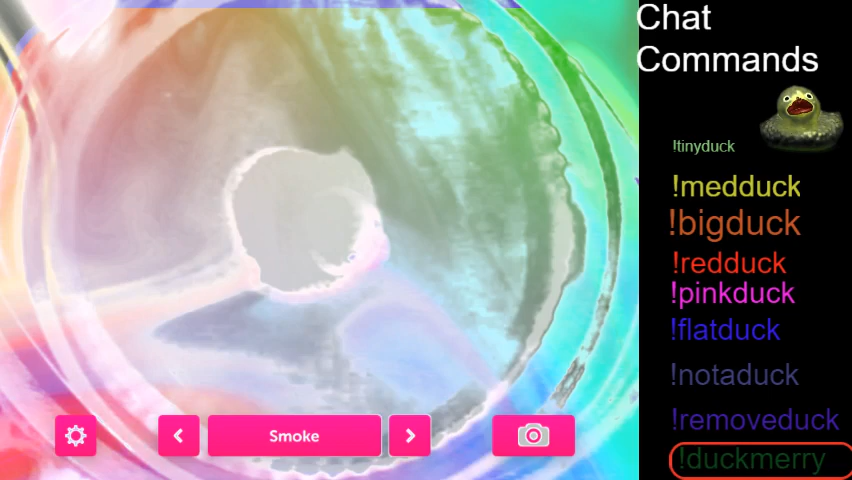 Chat
Commands
!tinyduck
!medduck
!bigduck
!redduck
!pinkduck
!flatduck
!notaduck
!removeduck
!duckmerry
Smoke